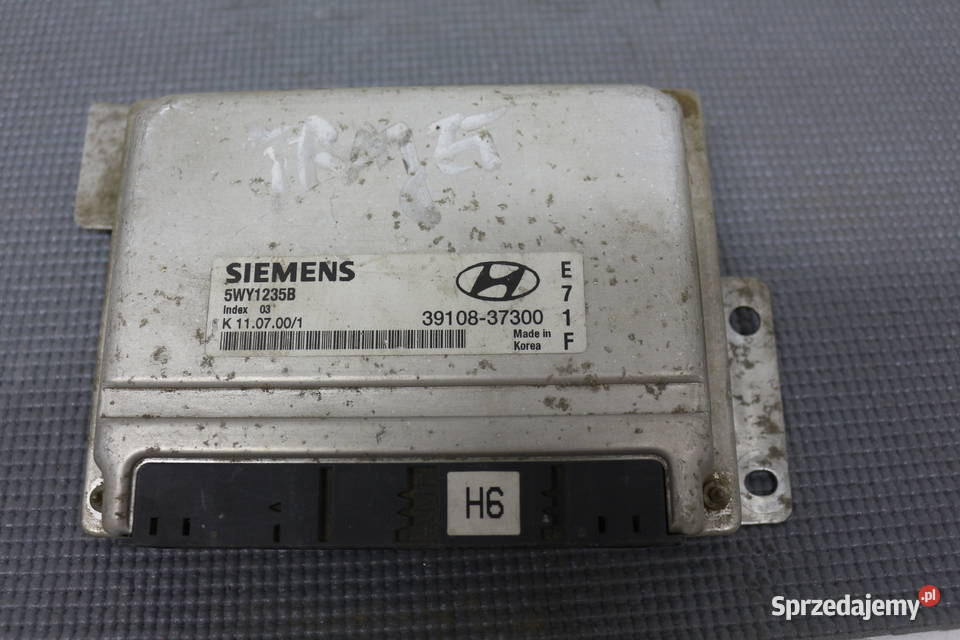 SIEMENS
5WY1235B
Index 03
K 11.07.00/1
39108-37300
Made in
Korea
E
7
1
F
H6
Sprzedajemy.pl